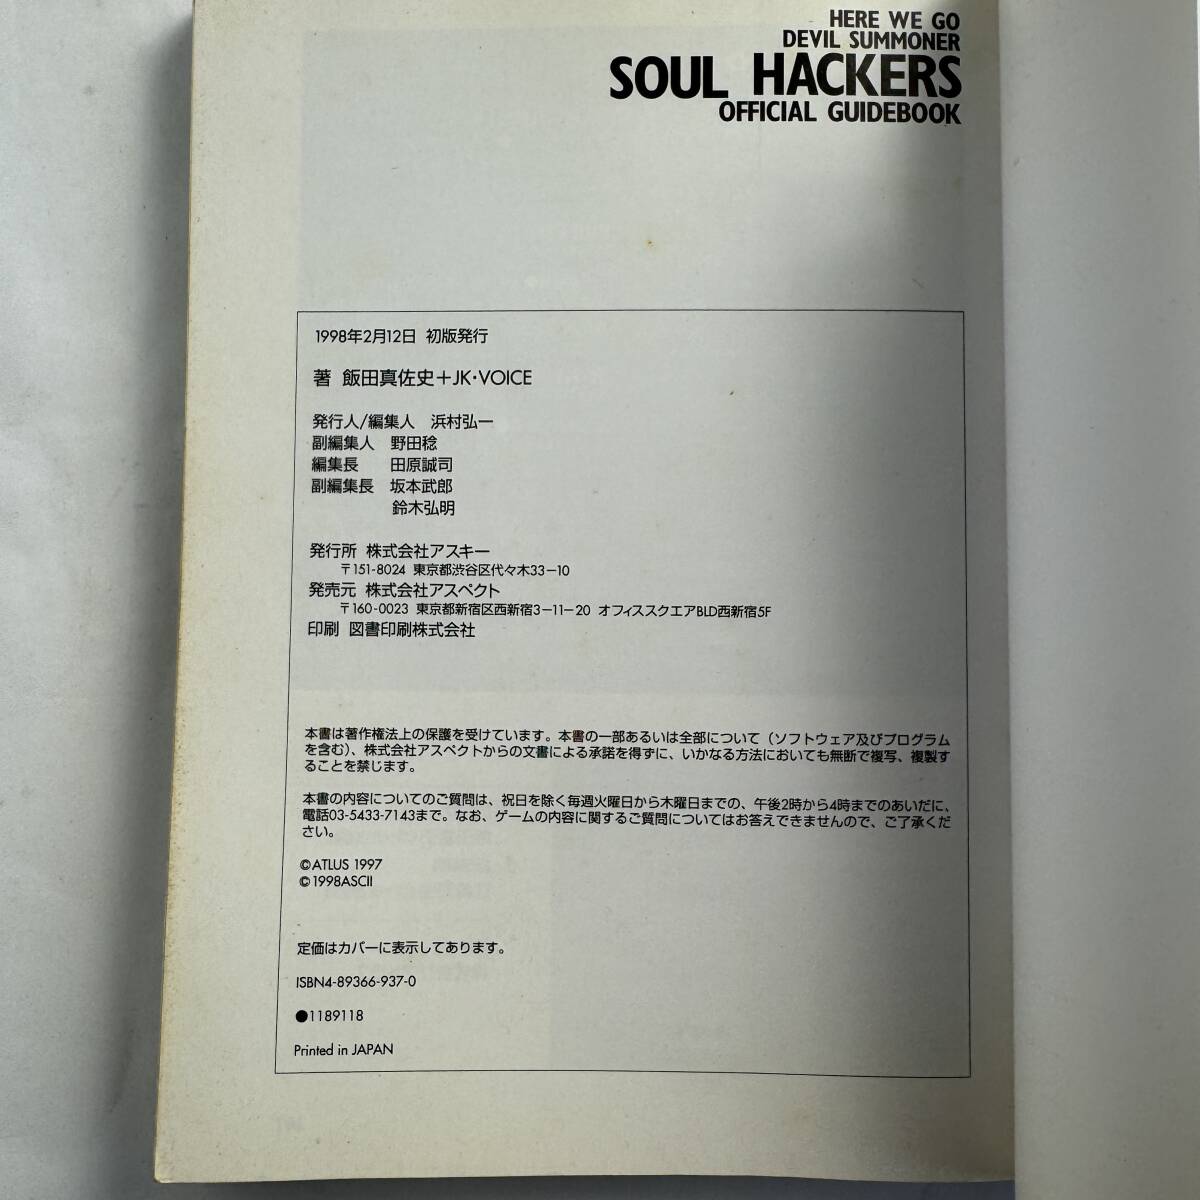 HERE WE GO
DEVIL SUMMONER
SOUL HACKERS
OFFICIAL GUIDEBOOK
1998年2月12日 初版発行
著 飯田真佐史+JK·VOICE
発行人/編集人 浜村弘一
副編集人 野田稔
編集長 田原誠司
副編集長 坂本武郎
鈴木弘明
発行所 株式会社アスキー
〒151-8024 東京都渋谷区代々木33-10
発売元 株式会社アスペクト
〒160-0023 東京都新宿区西新宿3-11-20 オフィススクエアBLD西新宿5F
印刷 図書印刷株式会社
本書は著作権法上の保護を受けています。本書の一部あるいは全部について（ソフトウェア及びプログラム
を含む）、株式会社アスペクトからの文書による承諾を得ずに、いかなる方法においても無断で複写、複製す
ることを禁じます。
本書の内容についてのご質問は、祝日を除く毎週火曜日から木曜日までの、午後2時から4時までのあいだに、
電話03-5433-7143まで。なお、ゲームの内容に関するご質問についてはお答えできませんので、ご了承くだ
さい。
©ATLUS 1997
©1998ASCII
定価はカバーに表示してあります。
ISBN4-89366-937-0
●1189118
Printed in JAPAN